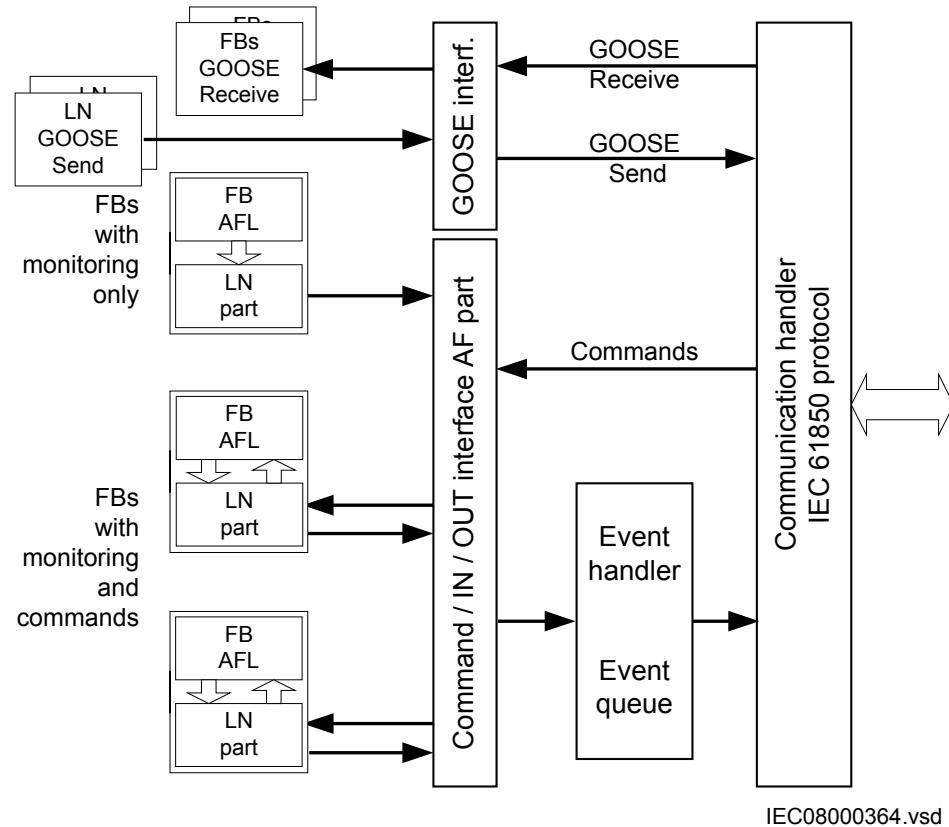 FBs
FBs
GOOSE
Receive
LN
LN
GOOSE
Send
GOOSE interf.
GOOSE
Receive
GOOSE
Send
FBs
with
monitoring
only
FB
AFL
LN
part
Command / IN / OUT interface AF part
Commands
Communication handler
IEC 61850 protocol
FBs
with
monitoring
and
commands
FB
AFL
LN
part
Event
handler
Event
queue
FB
AFL
LN
part
IEC08000364.vsd